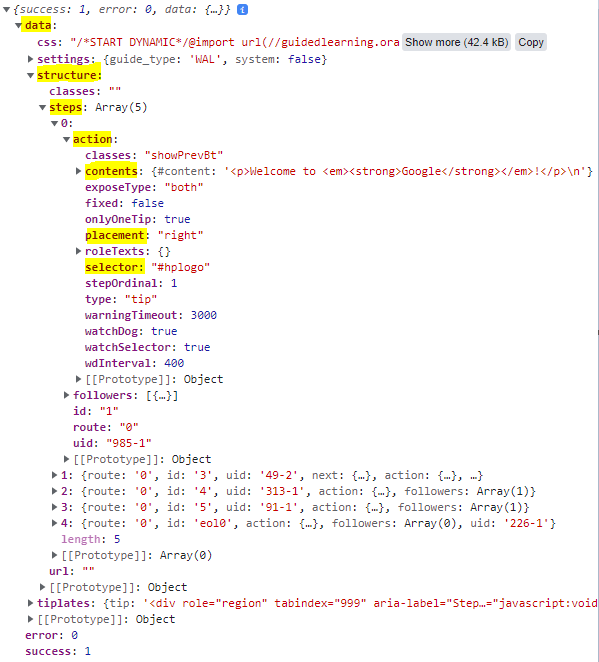 {success: 1, error: 0, data: {…}} i
data:
css: "/*START DYNAMIC*/@import url(//guidedlearning.ora Show more (42.4 kB) Copy
settings: {guide_type: 'WAL', system: false}
structure:
classes: ""
steps: Array(5)
0:
action:
classes: "showPrevBt"
contents: {#content: '<p>Welcome to <em><strong>Google</strong></em>!</p>\n'}
exposeType: "both"
fixed: false
onlyOneTip: true
placement: "right"
roleTexts: {}
selector: "#hplogo"
stepOrdinal: 1
type: "tip"
warningTimeout: 3000
watchDog: true
watchSelector: true
wdInterval: 400
[[Prototype]]: Object
followers: [{…}]
id: "1"
route: "0"
uid: "985-1"
[[Prototype]]: Object
1: {route: '0', id: '3', uid: '49-2', next: {…}, action: {…}, …}
2: {route: '0', id: '4', uid: '313-1', action: {…}, followers: Array(1)}
3: {route: '0', id: '5', uid: '91-1', action: {…}, followers: Array(1)}
4: {route: '0', id: 'eol0', action: {…}, followers: Array(0), uid: '226-1'}
length: 5
[[Prototype]]: Array(0)
url: ""
[[Prototype]]: Object
tiplates: {tip: '<div role="region" tabindex="999" aria-label="Step…="javascript:void
[[Prototype]]: Object
error: 0
success: 1